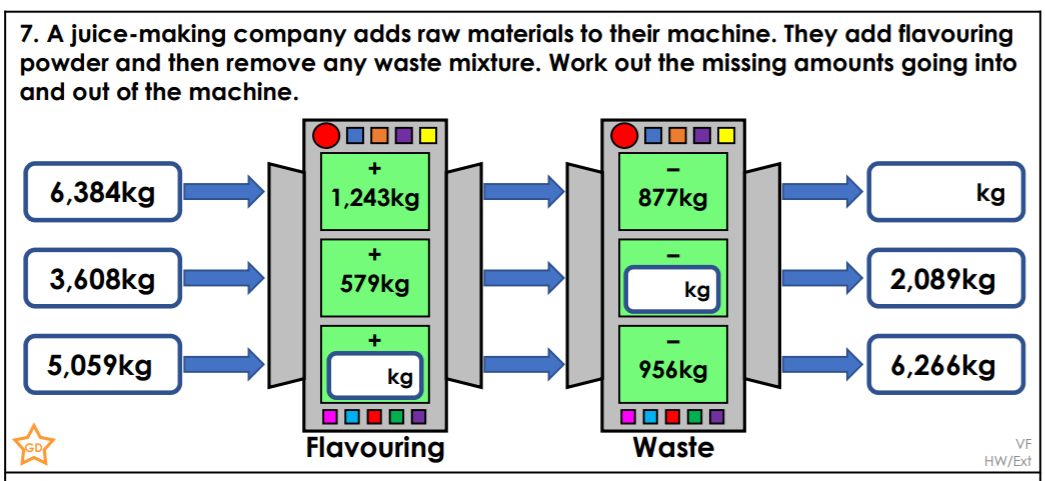 7. A juice-making company adds raw materials to their machine. They add flavouring
powder and then remove any waste mixture. Work out the missing amounts going into
and out of the machine.
6,384kg
+
1,243kg
−
877kg
kg
3,608kg
+
579kg
−
kg
2,089kg
5,059kg
+
kg
−
956kg
6,266kg
Flavouring
Waste
GD
VF
HW/Ext